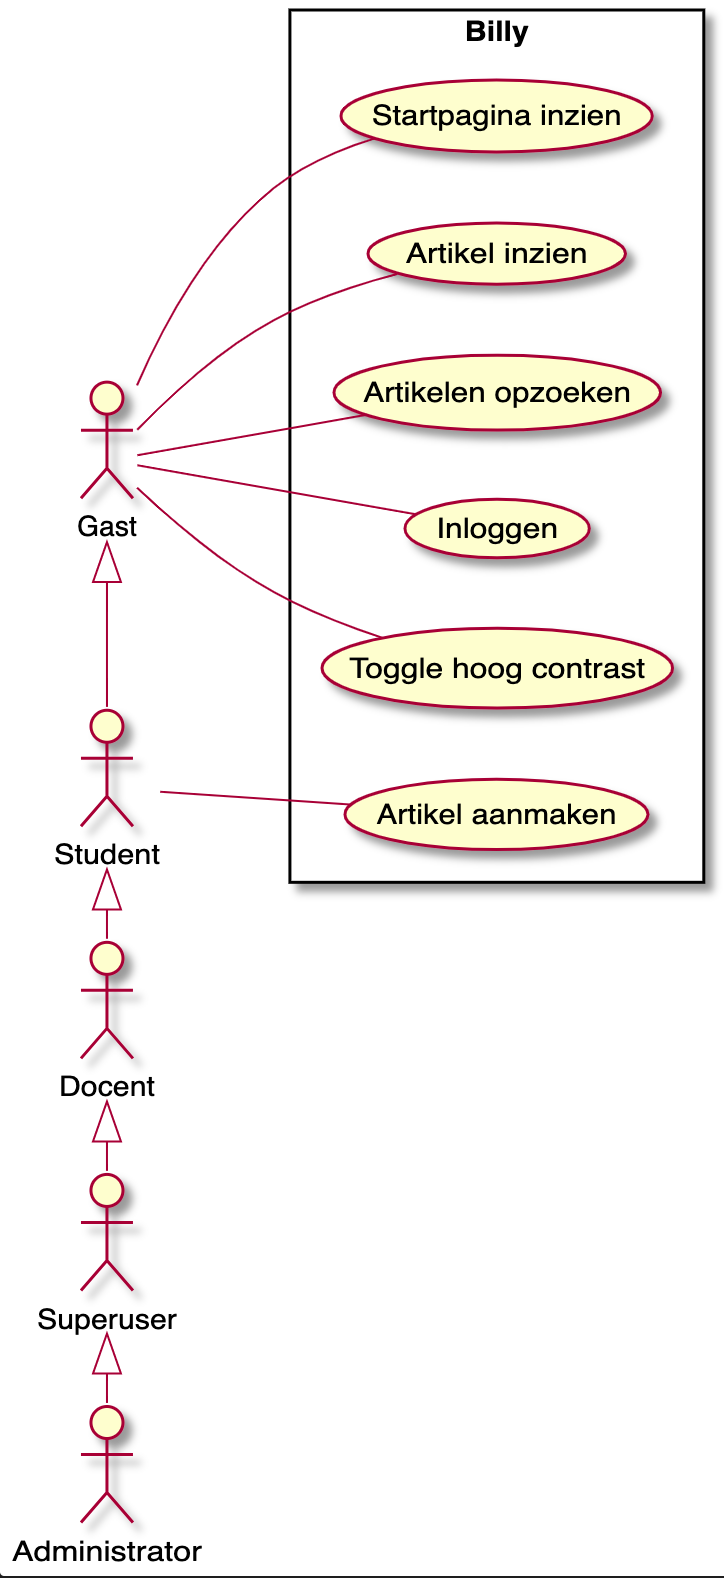 Billy
Startpagina inzien
Artikel inzien
Artikelen opzoeken
Gast
Inloggen
Toggle hoog contrast
Artikel aanmaken
Student
Docent
Superuser
Administrator